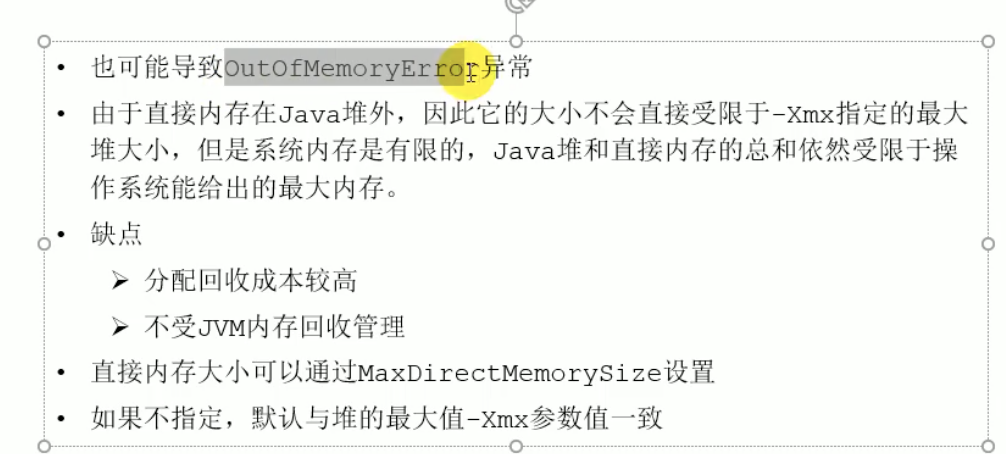 • 也可能导致OutOfMemoryError异常
• 由于直接内存在Java堆外，因此它的大小不会直接受限于-Xmx指定的最大
堆大小，但是系统内存是有限的，Java堆和直接内存的总和依然受限于操
作系统能给出的最大内存。
• 缺点
➢ 分配回收成本较高
➢ 不受JVM内存回收管理
• 直接内存大小可以通过MaxDirectMemorySize设置
• 如果不指定，默认与堆的最大值-Xmx参数值一致